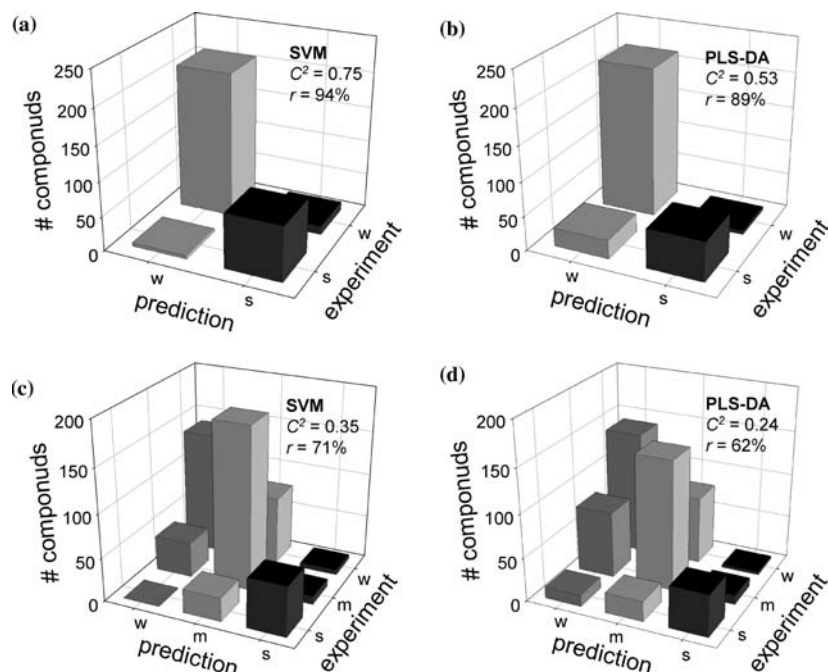 (a)
SVM
C² = 0.75
r = 94%
250
200
150
100
50
0
# componuds
w
s
prediction
s
w
experiment
(b)
PLS-DA
C² = 0.53
r = 89%
250
200
150
100
50
0
# componuds
w
s
prediction
s
w
experiment
(c)
SVM
C² = 0.35
r = 71%
200
150
100
50
0
# componuds
w
m
s
prediction
s
m
w
experiment
(d)
PLS-DA
C² = 0.24
r = 62%
200
150
100
50
0
# componuds
w
m
s
prediction
s
m
w
experiment